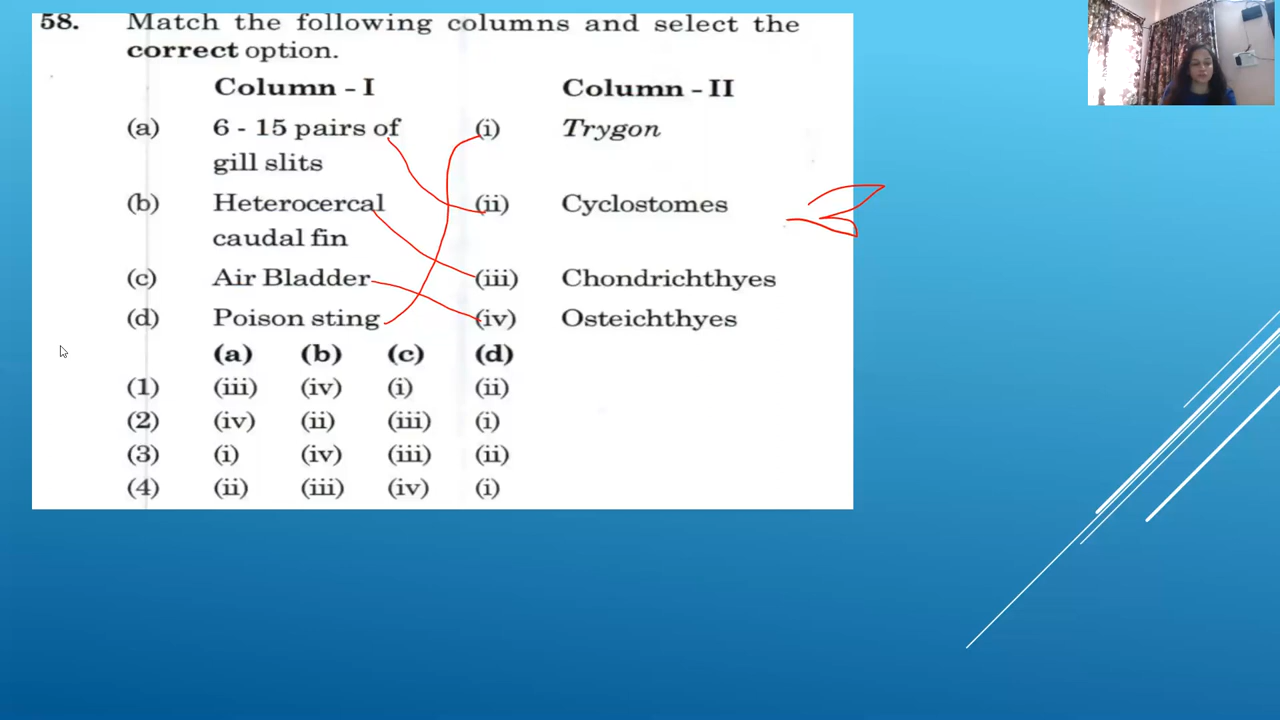 58. Match the following columns and select the
correct option.
Column - I Column - II
(a) 6 - 15 pairs of (i) Trygon
gill slits
(b) Heterocercal (ii) Cyclostomes
caudal fin
(c) Air Bladder (iii) Chondrichthyes
(d) Poison sting (iv) Osteichthyes
(a) (b) (c) (d)
(1) (iii) (iv) (i) (ii)
(2) (iv) (ii) (iii) (i)
(3) (i) (iv) (iii) (ii)
(4) (ii) (iii) (iv) (i)